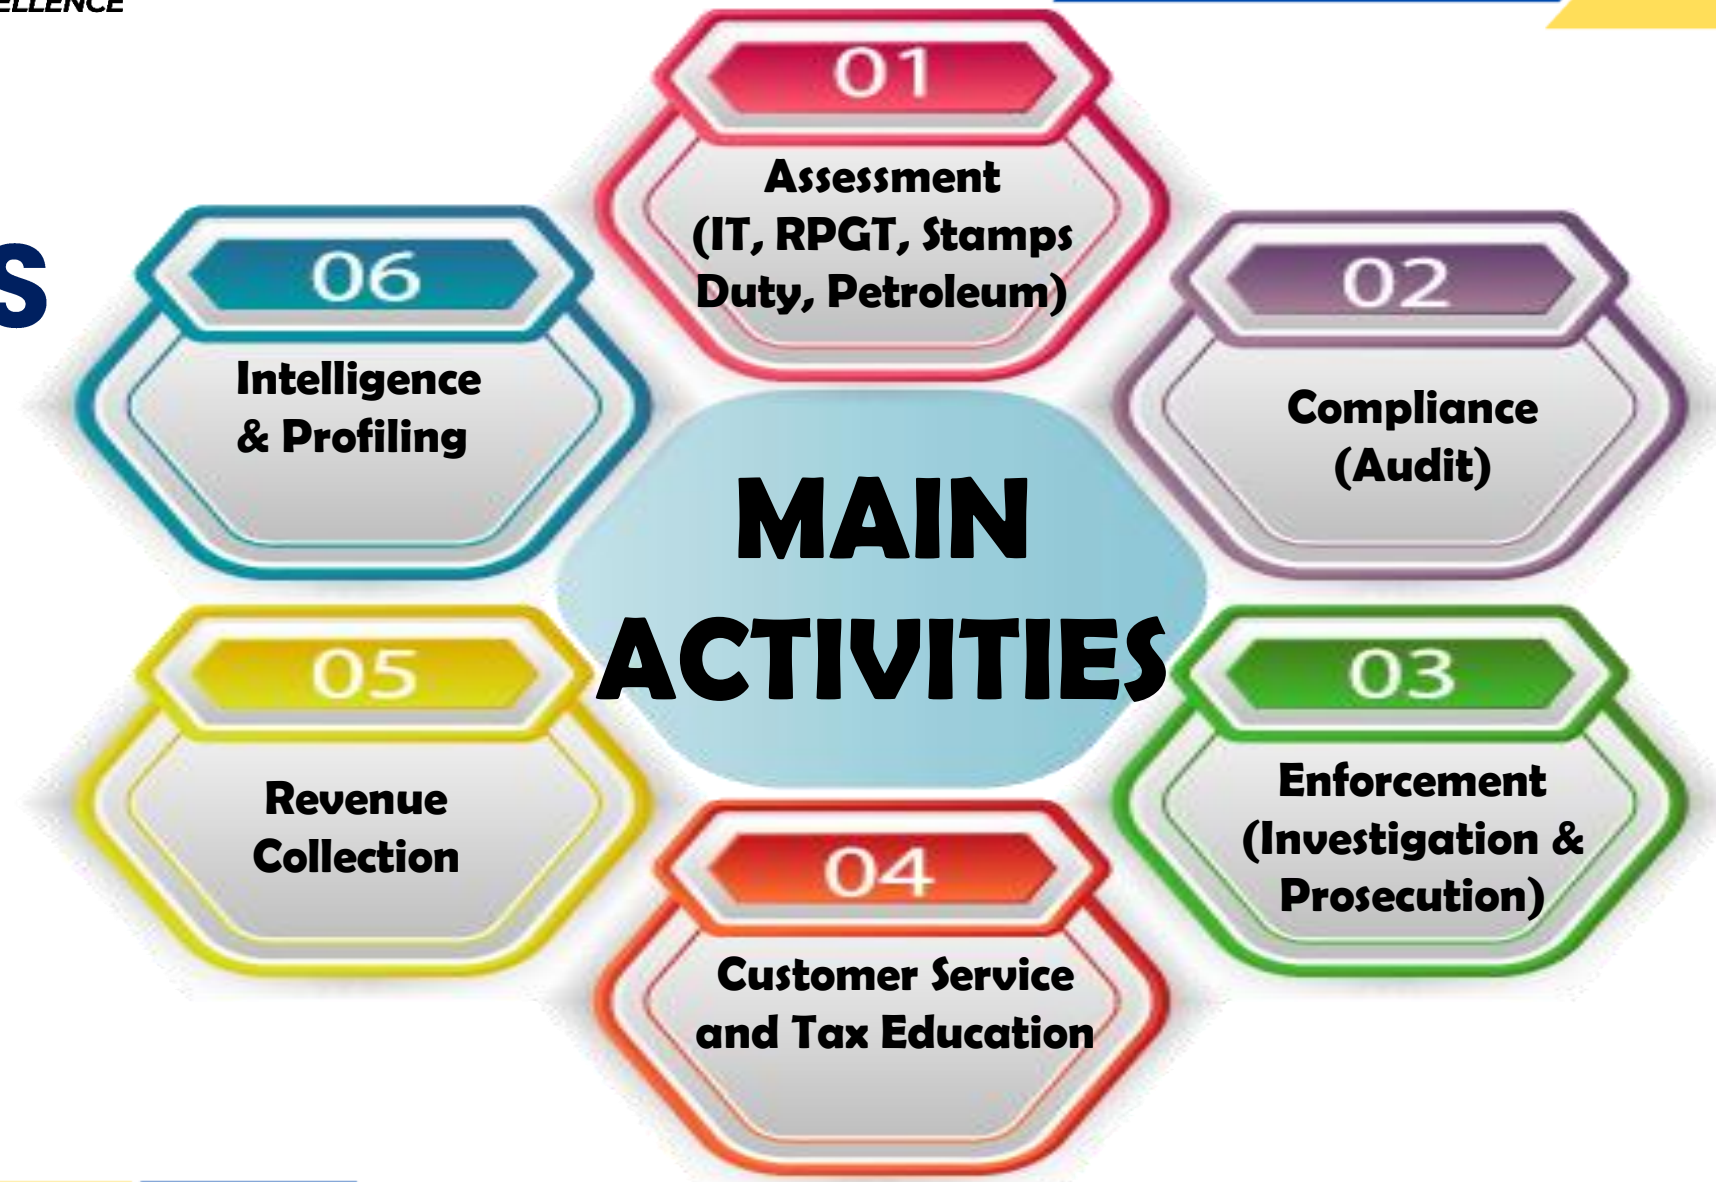 01
Assessment
(IT, RPGT, Stamps
Duty, Petroleum)
02
Compliance
(Audit)
03
Enforcement
(Investigation &
Prosecution)
04
Customer Service
and Tax Education
05
Revenue
Collection
06
Intelligence
& Profiling
MAIN
ACTIVITIES